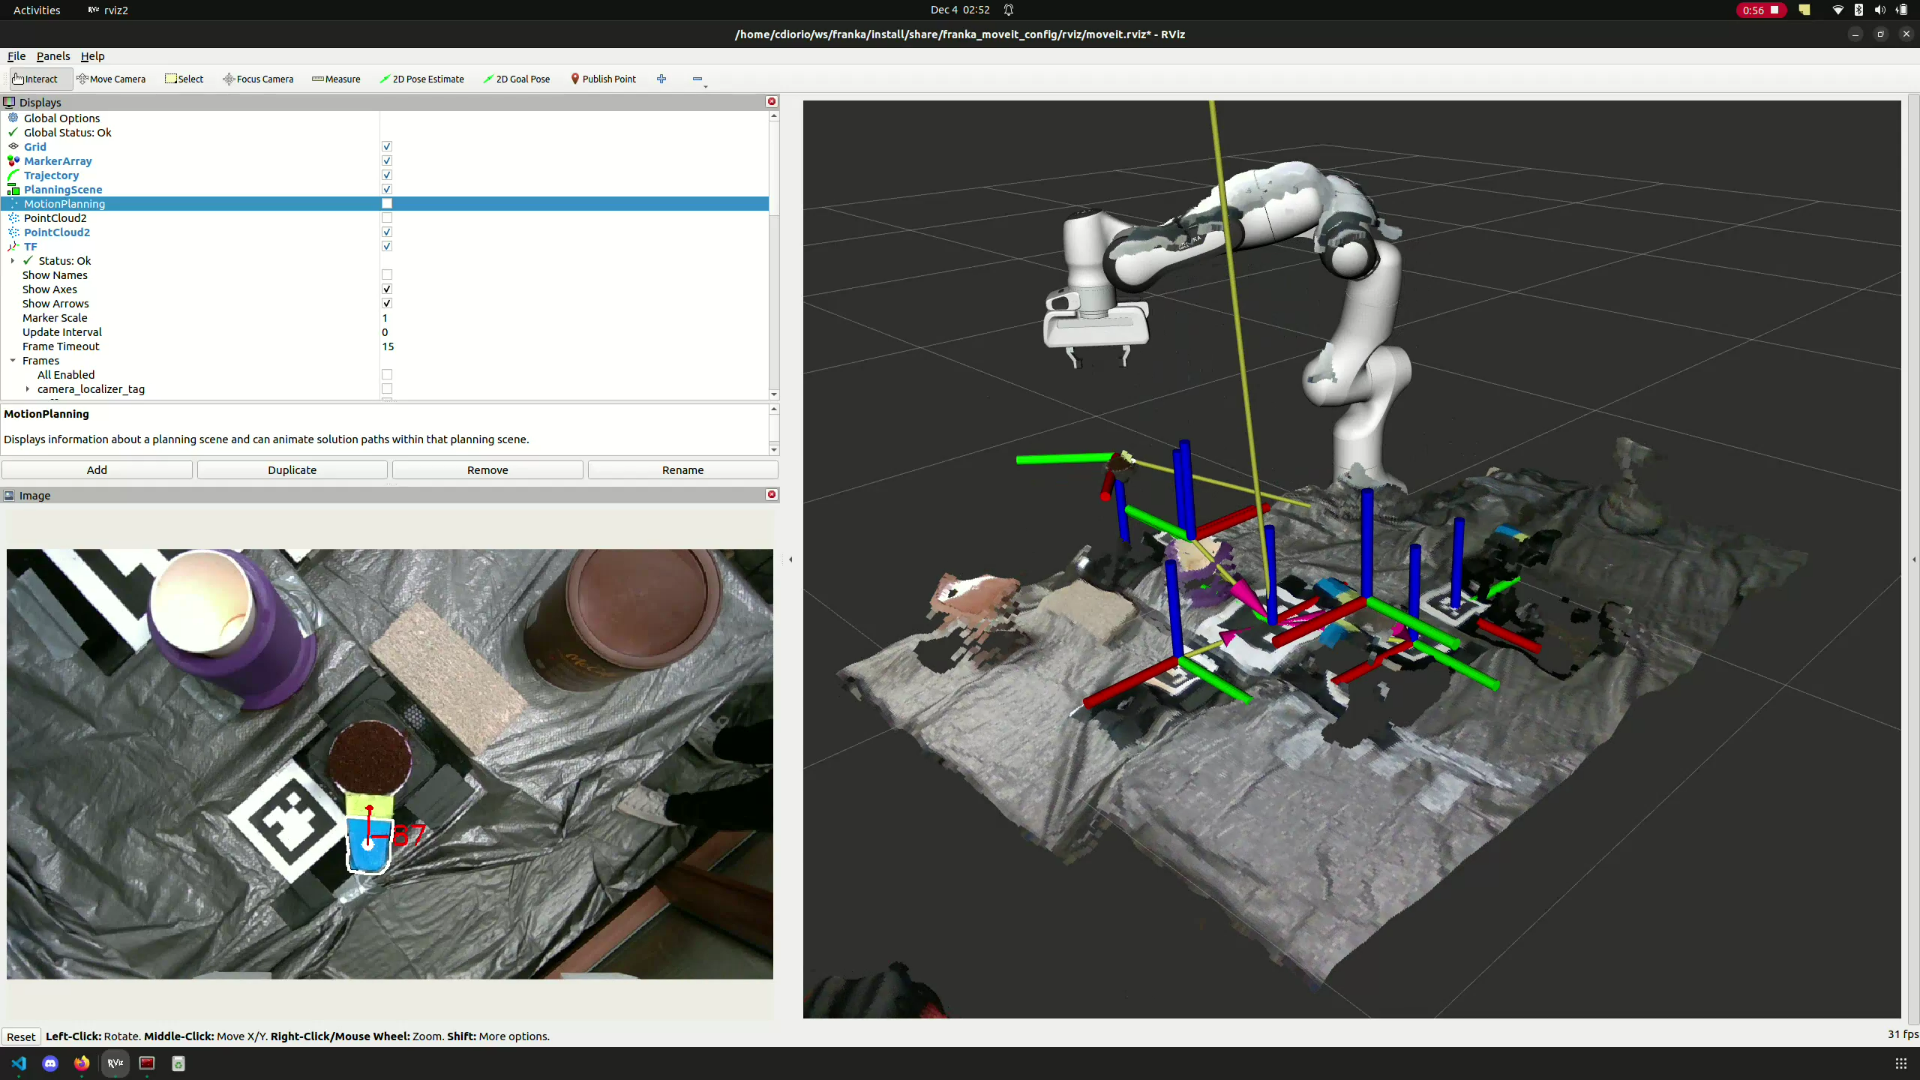 Activities
rviz2
Dec 4 02:52
0:56
/home/cdiorio/ws/franka/install/share/franka_moveit_config/rviz/moveit.rviz* - RViz
File Panels Help
Interact
Move Camera
Select
Focus Camera
Measure
2D Pose Estimate
2D Goal Pose
Publish Point
Displays
Global Options
Global Status: Ok
Grid
MarkerArray
Trajectory
PlanningScene
MotionPlanning
PointCloud2
PointCloud2
TF
Status: Ok
Show Names
Show Axes
Show Arrows
Marker Scale 1
Update Interval 0
Frame Timeout 15
Frames
All Enabled
camera_localizer_tag
MotionPlanning
Displays information about a planning scene and can animate solution paths within that planning scene.
Add
Duplicate
Remove
Rename
Image
Reset
Left-Click: Rotate. Middle-Click: Move X/Y. Right-Click/Mouse Wheel: Zoom. Shift: More options.
31 fps
RViz